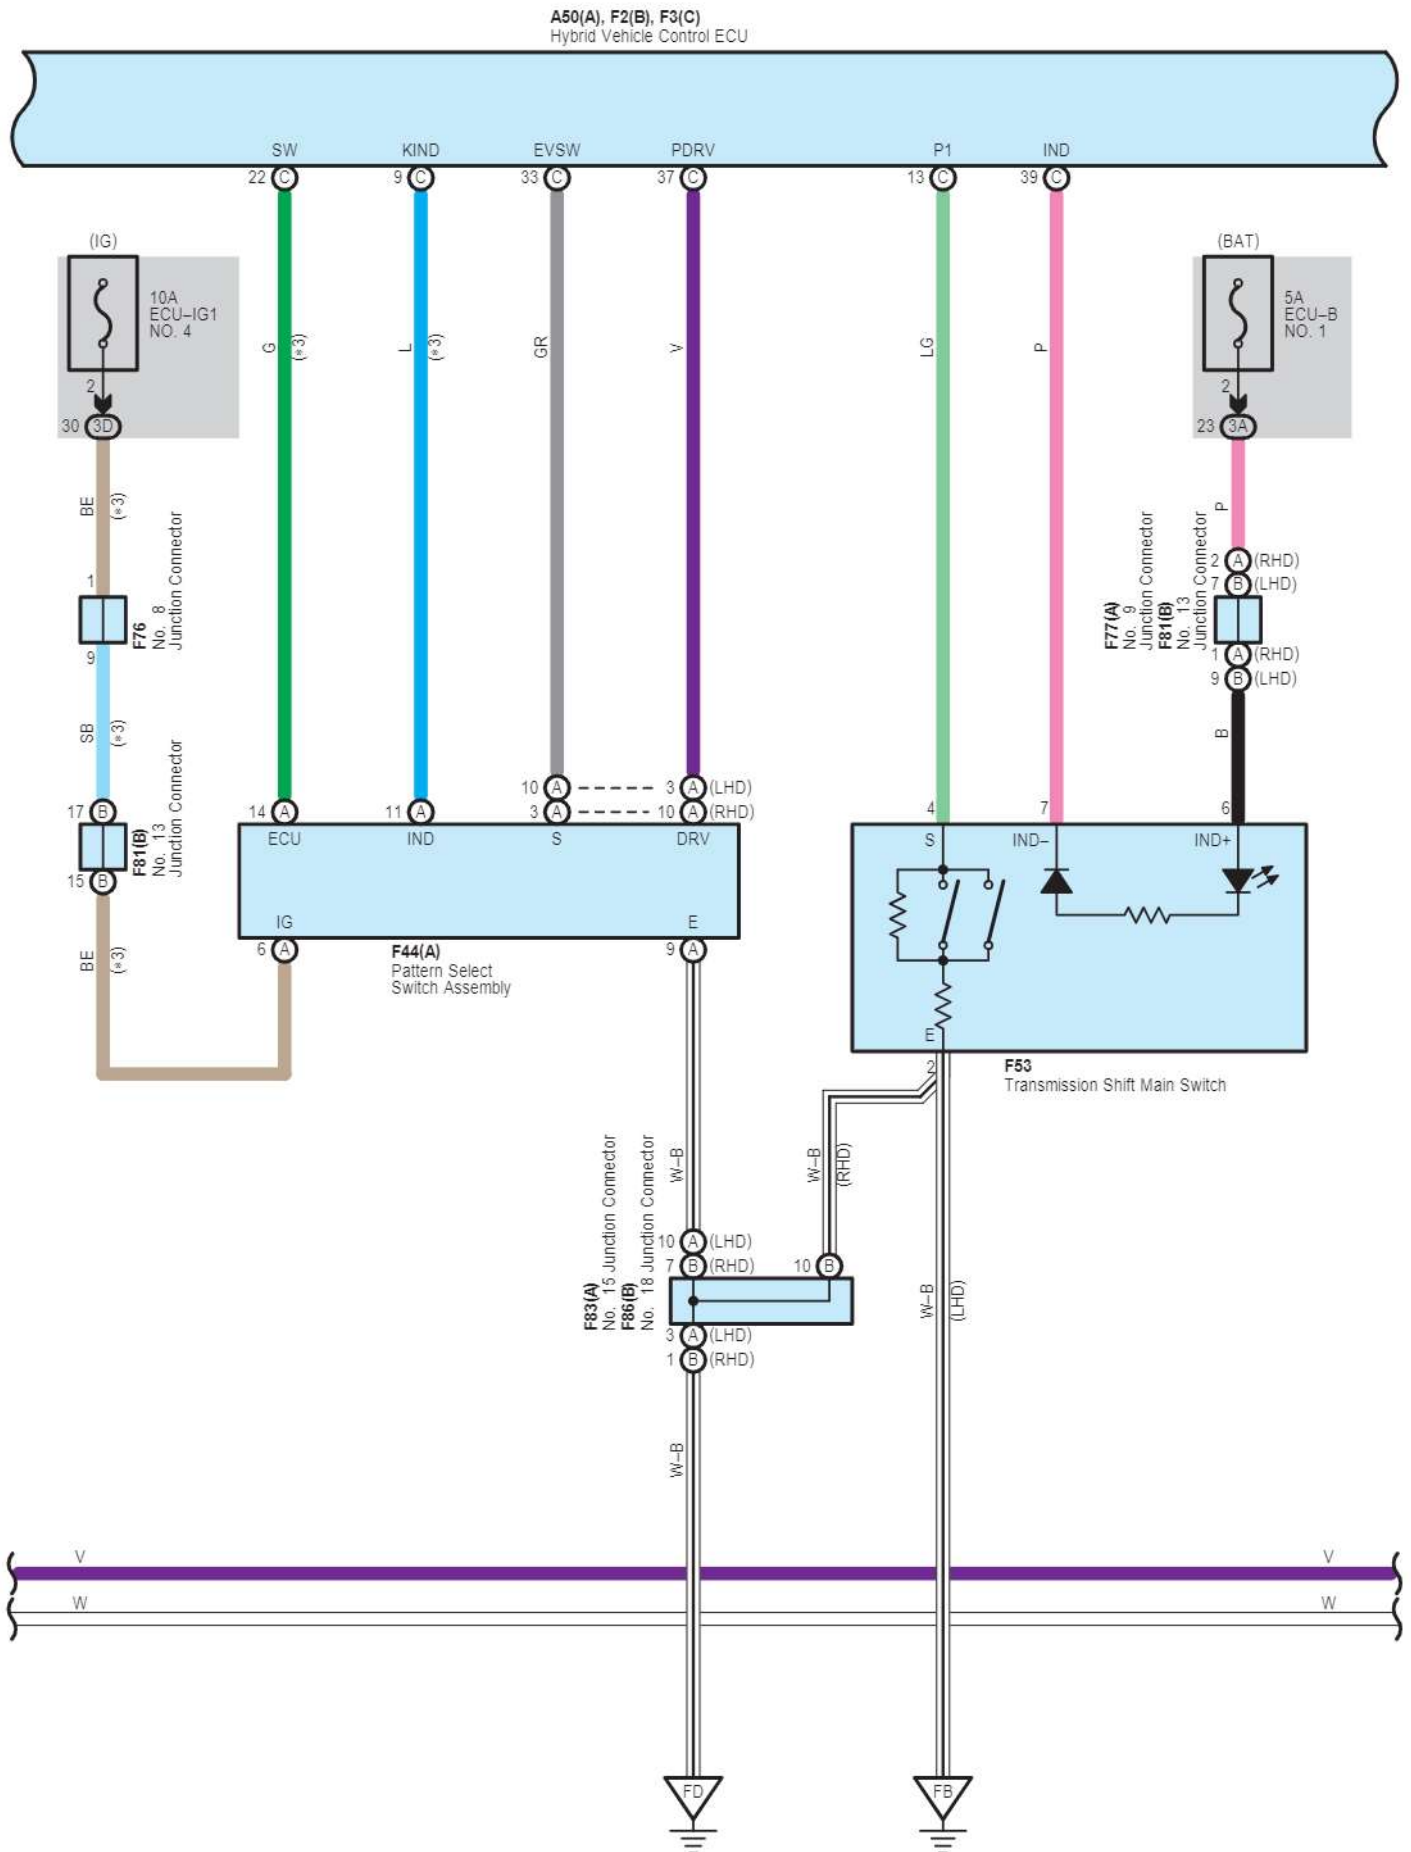 A50(A), F2(B), F3(C)
Hybrid Vehicle Control ECU
SW KIND EVSW PDRV P1 IND
22 C 9 C 33 C 37 C 13 C 39 C
(IG)
10A
ECU–IG1
NO. 4
2
30 3D
(BAT)
5A
ECU–B
NO. 1
2
23 3A
G
(*3)
L
(*3)
GR
V
LG
P
BE
(*3)
P
1
F76
No. 8
Junction Connector
9
2 A (RHD)
7 B (LHD)
F77(A)
No. 9
Junction Connector
F81(B)
No. 13
Junction Connector
1 A (RHD)
9 B (LHD)
SB
(*3)
B
17 B
F81(B)
No. 13
Junction Connector
15 B
10 A 3 A (LHD)
14 A 11 A 3 A 10 A (RHD)
4 7 6
ECU IND S DRV
S IND– IND+
IG E
6 A
F44(A)
Pattern Select
Switch Assembly
9 A
BE
(*3)
E
2
F53
Transmission Shift Main Switch
W–B
W–B
(RHD)
F83(A)
No. 15 Junction Connector
F86(B)
No. 18 Junction Connector
10 A (LHD)
7 B (RHD)
10 B
3 A (LHD)
1 B (RHD)
W–B
(LHD)
W–B
V V
W W
FD FB